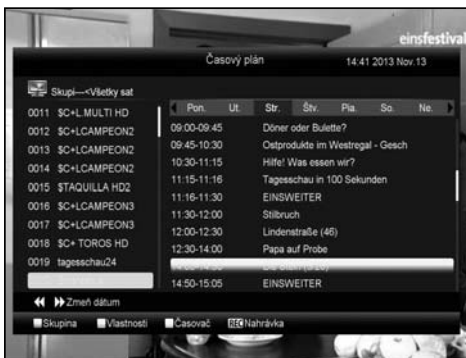 einsfestival
Časový plán 14:41 2013 Nov.13
Skupi---<Všetky sat
Pon. Ut. Str. Štv. Pia. So. Ne.
0011 $C+L.MULTI HD
0012 $C+LCAMPEON2
0013 $C+LCAMPEON2
0014 $C+LCAMPEON2
0015 $TAQUILLA HD2
0016 $C+LCAMPEON3
0017 $C+LCAMPEON3
0018 $C+ TOROS HD
0019 tagesschau24
09:00-09:45 Döner oder Bulette?
09:45-10:30 Ostprodukte im Westregal - Gesch
10:30-11:15 Hilfe! Was essen wir?
11:15-11:16 Tagesschau in 100 Sekunden
11:16-11:30 EINSWEITER
11:30-12:00 Stilbruch
12:00-12:30 Lindenstraße (46)
12:30-14:00 Papa auf Probe
14:50-15:05 EINSWEITER
Zmeň dátum
Skupina Vlastnosti Časovač REC Nahrávka